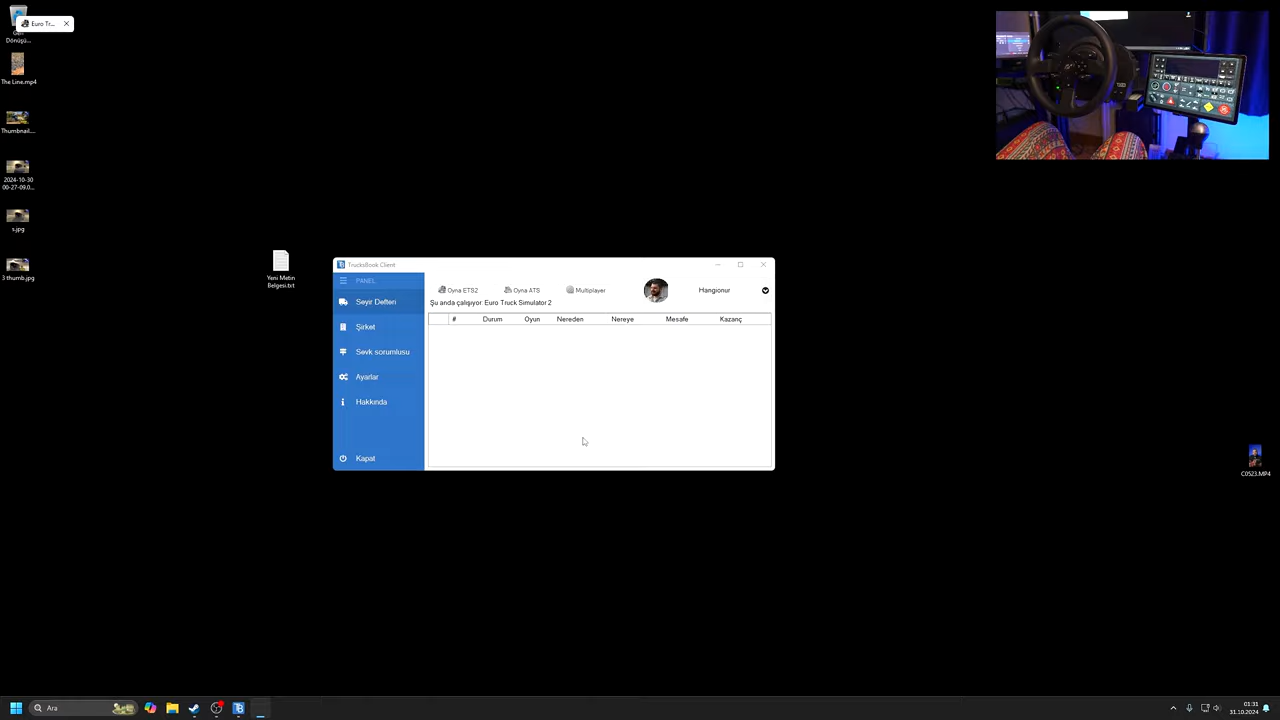 Euro Tr...
Geri
Dönüşü...
The Line.mp4
Thumbnail....
2024-10-30
00-27-09.0...
s.jpg
3 thumb.jpg
Yeni Metin
Belgesi.txt
TrucksBook Client
PANEL
Seyir Defteri
Şirket
Sevk sorumlusu
Ayarlar
Hakkında
Kapat
Oyna ETS2
Oyna ATS
Multiplayer
Hangionur
Şu anda çalışıyor: Euro Truck Simulator 2
# Durum Oyun Nereden Nereye Mesafe Kazanç
C0523.MP4
Ara
03:31
31.10.2024